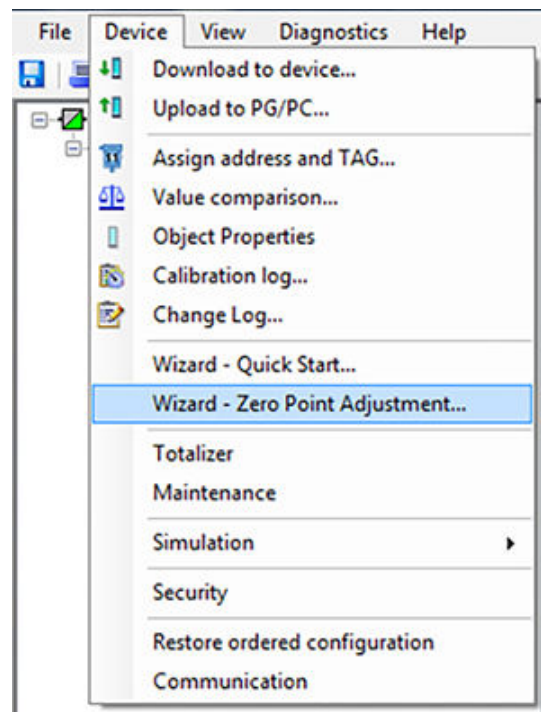 File Device View Diagnostics Help
Download to device...
Upload to PG/PC...
Assign address and TAG...
Value comparison...
Object Properties
Calibration log...
Change Log...
Wizard - Quick Start...
Wizard - Zero Point Adjustment...
Totalizer
Maintenance
Simulation
Security
Restore ordered configuration
Communication